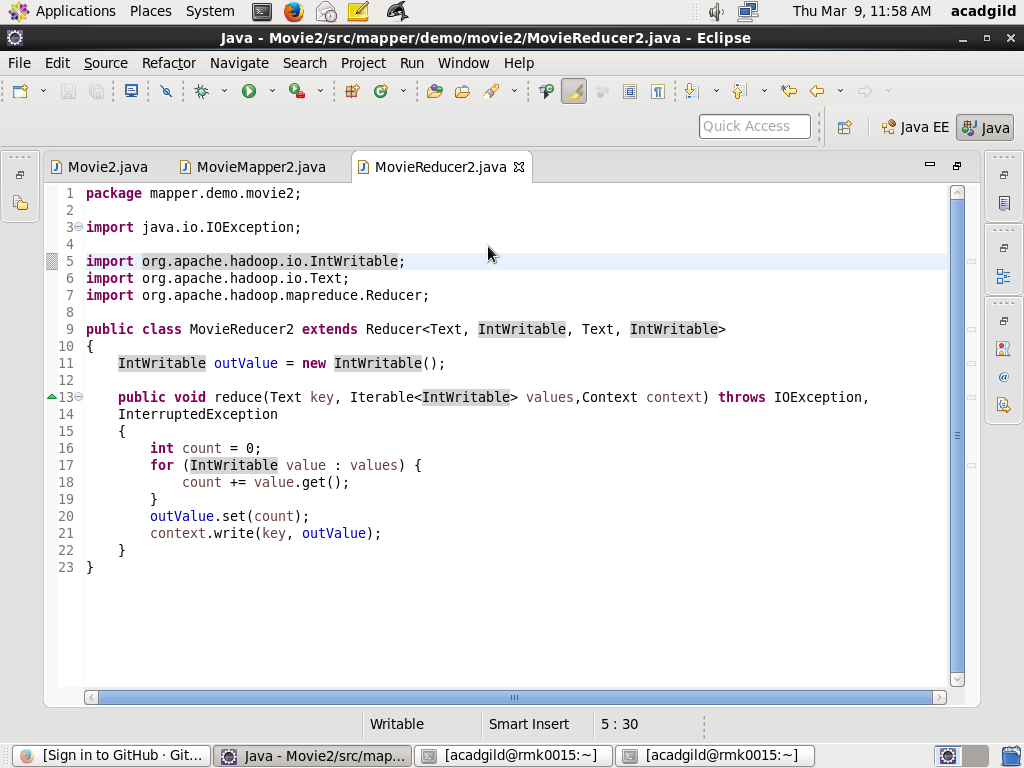 Applications Places System Thu Mar 9, 11:58 AM acadgild
Java - Movie2/src/mapper/demo/movie2/MovieReducer2.java - Eclipse
File Edit Source Refactor Navigate Search Project Run Window Help
Quick Access Java EE Java
Movie2.java MovieMapper2.java MovieReducer2.java
1 package mapper.demo.movie2;
2
3 import java.io.IOException;
4
5 import org.apache.hadoop.io.IntWritable;
6 import org.apache.hadoop.io.Text;
7 import org.apache.hadoop.mapreduce.Reducer;
8
9 public class MovieReducer2 extends Reducer<Text, IntWritable, Text, IntWritable>
10 {
11 IntWritable outValue = new IntWritable();
12
13 public void reduce(Text key, Iterable<IntWritable> values,Context context) throws IOException,
14 InterruptedException
15 {
16 int count = 0;
17 for (IntWritable value : values) {
18 count += value.get();
19 }
20 outValue.set(count);
21 context.write(key, outValue);
22 }
23 }
Writable Smart Insert 5 : 30
[Sign in to GitHub · Git... Java - Movie2/src/map... [acadgild@rmk0015:~] [acadgild@rmk0015:~]